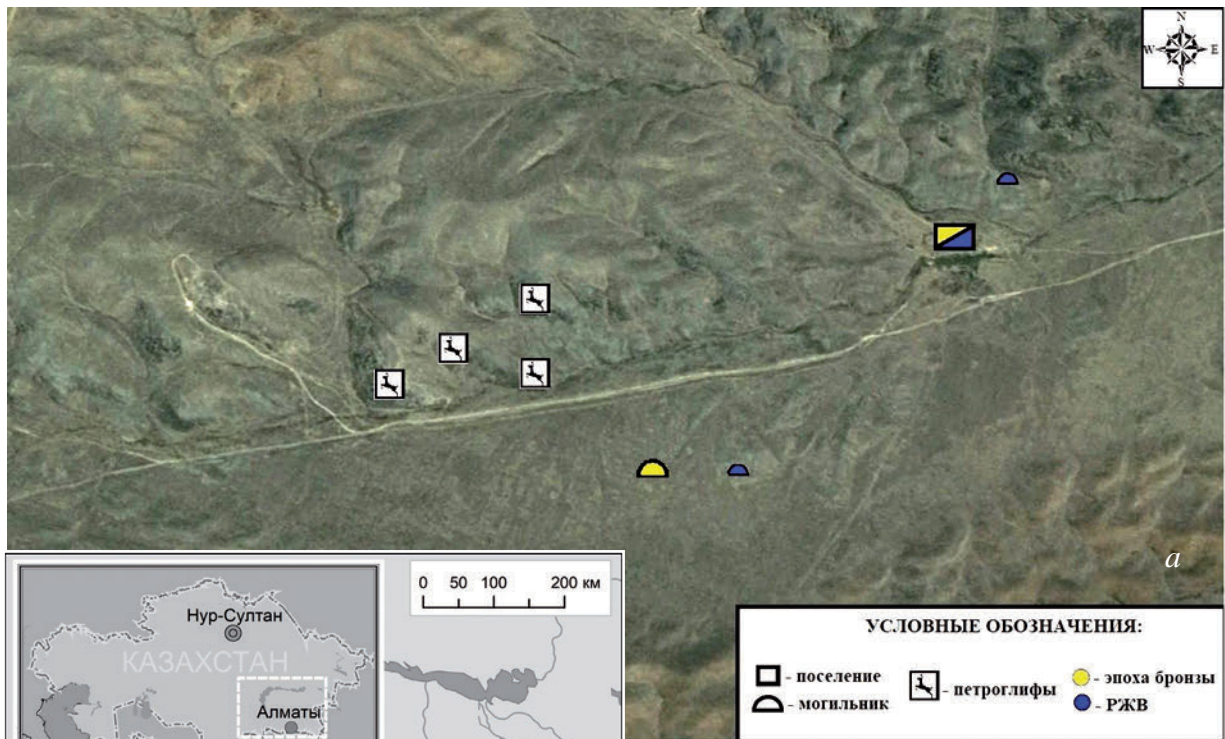 N
W E
S
a
0 50 100 200 км
Нур-Султан
КАЗАХСТАН
Алматы
УСЛОВНЫЕ ОБОЗНАЧЕНИЯ:
- поселение
- могильник
- петроглифы
- эпоха бронзы
- РЖВ